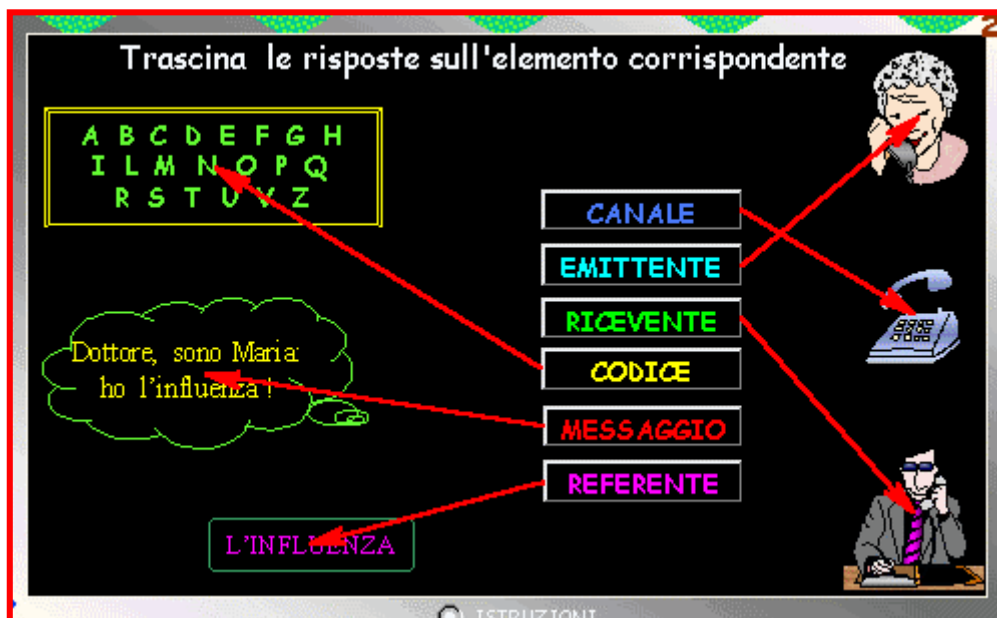 Trascina le risposte sull'elemento corrispondente
A B C D E F G H
I L M N O P Q
R S T U V Z
CANALE
EMITTENTE
RICEVENTE
CODICE
MESSAGGIO
REFERENTE
Dottore, sono Maria:
ho l'influenza !
L'INFLUENZA
ISTRUZIONI
2